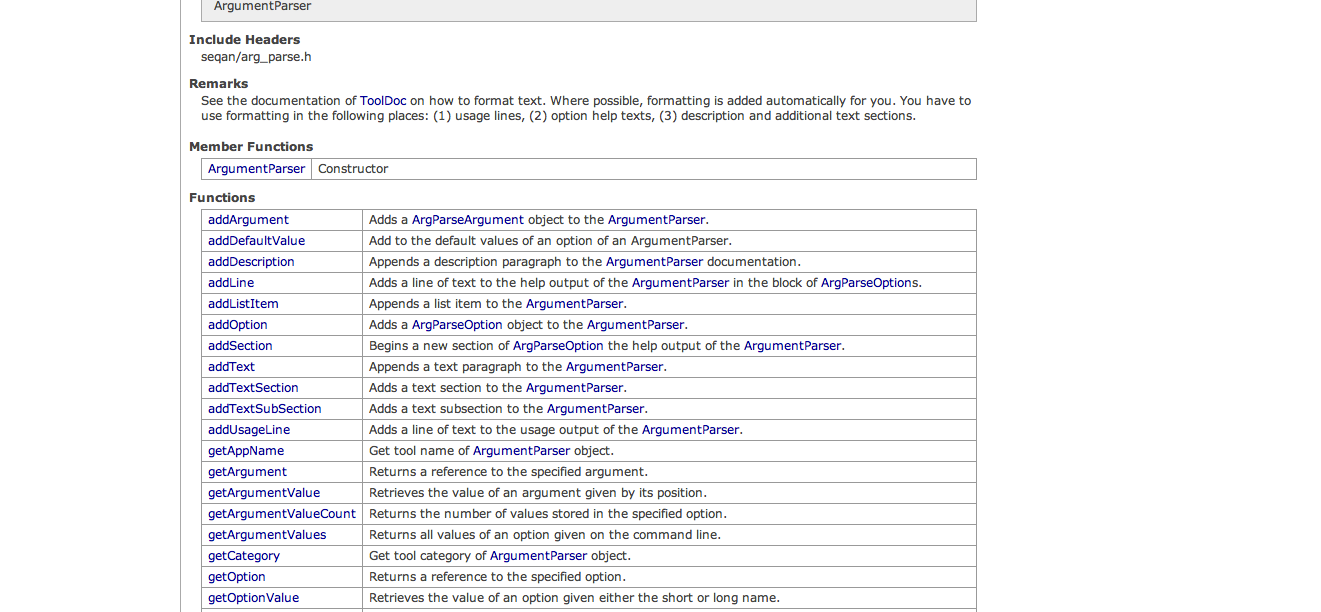 ArgumentParser
Include Headers
seqan/arg_parse.h
Remarks
See the documentation of ToolDoc on how to format text. Where possible, formatting is added automatically for you. You have to
use formatting in the following places: (1) usage lines, (2) option help texts, (3) description and additional text sections.
Member Functions
ArgumentParser Constructor
Functions
addArgument Adds a ArgParseArgument object to the ArgumentParser.
addDefaultValue Add to the default values of an option of an ArgumentParser.
addDescription Appends a description paragraph to the ArgumentParser documentation.
addLine Adds a line of text to the help output of the ArgumentParser in the block of ArgParseOptions.
addListItem Appends a list item to the ArgumentParser.
addOption Adds a ArgParseOption object to the ArgumentParser.
addSection Begins a new section of ArgParseOption the help output of the ArgumentParser.
addText Appends a text paragraph to the ArgumentParser.
addTextSection Adds a text section to the ArgumentParser.
addTextSubSection Adds a text subsection to the ArgumentParser.
addUsageLine Adds a line of text to the usage output of the ArgumentParser.
getAppName Get tool name of ArgumentParser object.
getArgument Returns a reference to the specified argument.
getArgumentValue Retrieves the value of an argument given by its position.
getArgumentValueCount Returns the number of values stored in the specified option.
getArgumentValues Returns all values of an option given on the command line.
getCategory Get tool category of ArgumentParser object.
getOption Returns a reference to the specified option.
getOptionValue Retrieves the value of an option given either the short or long name.